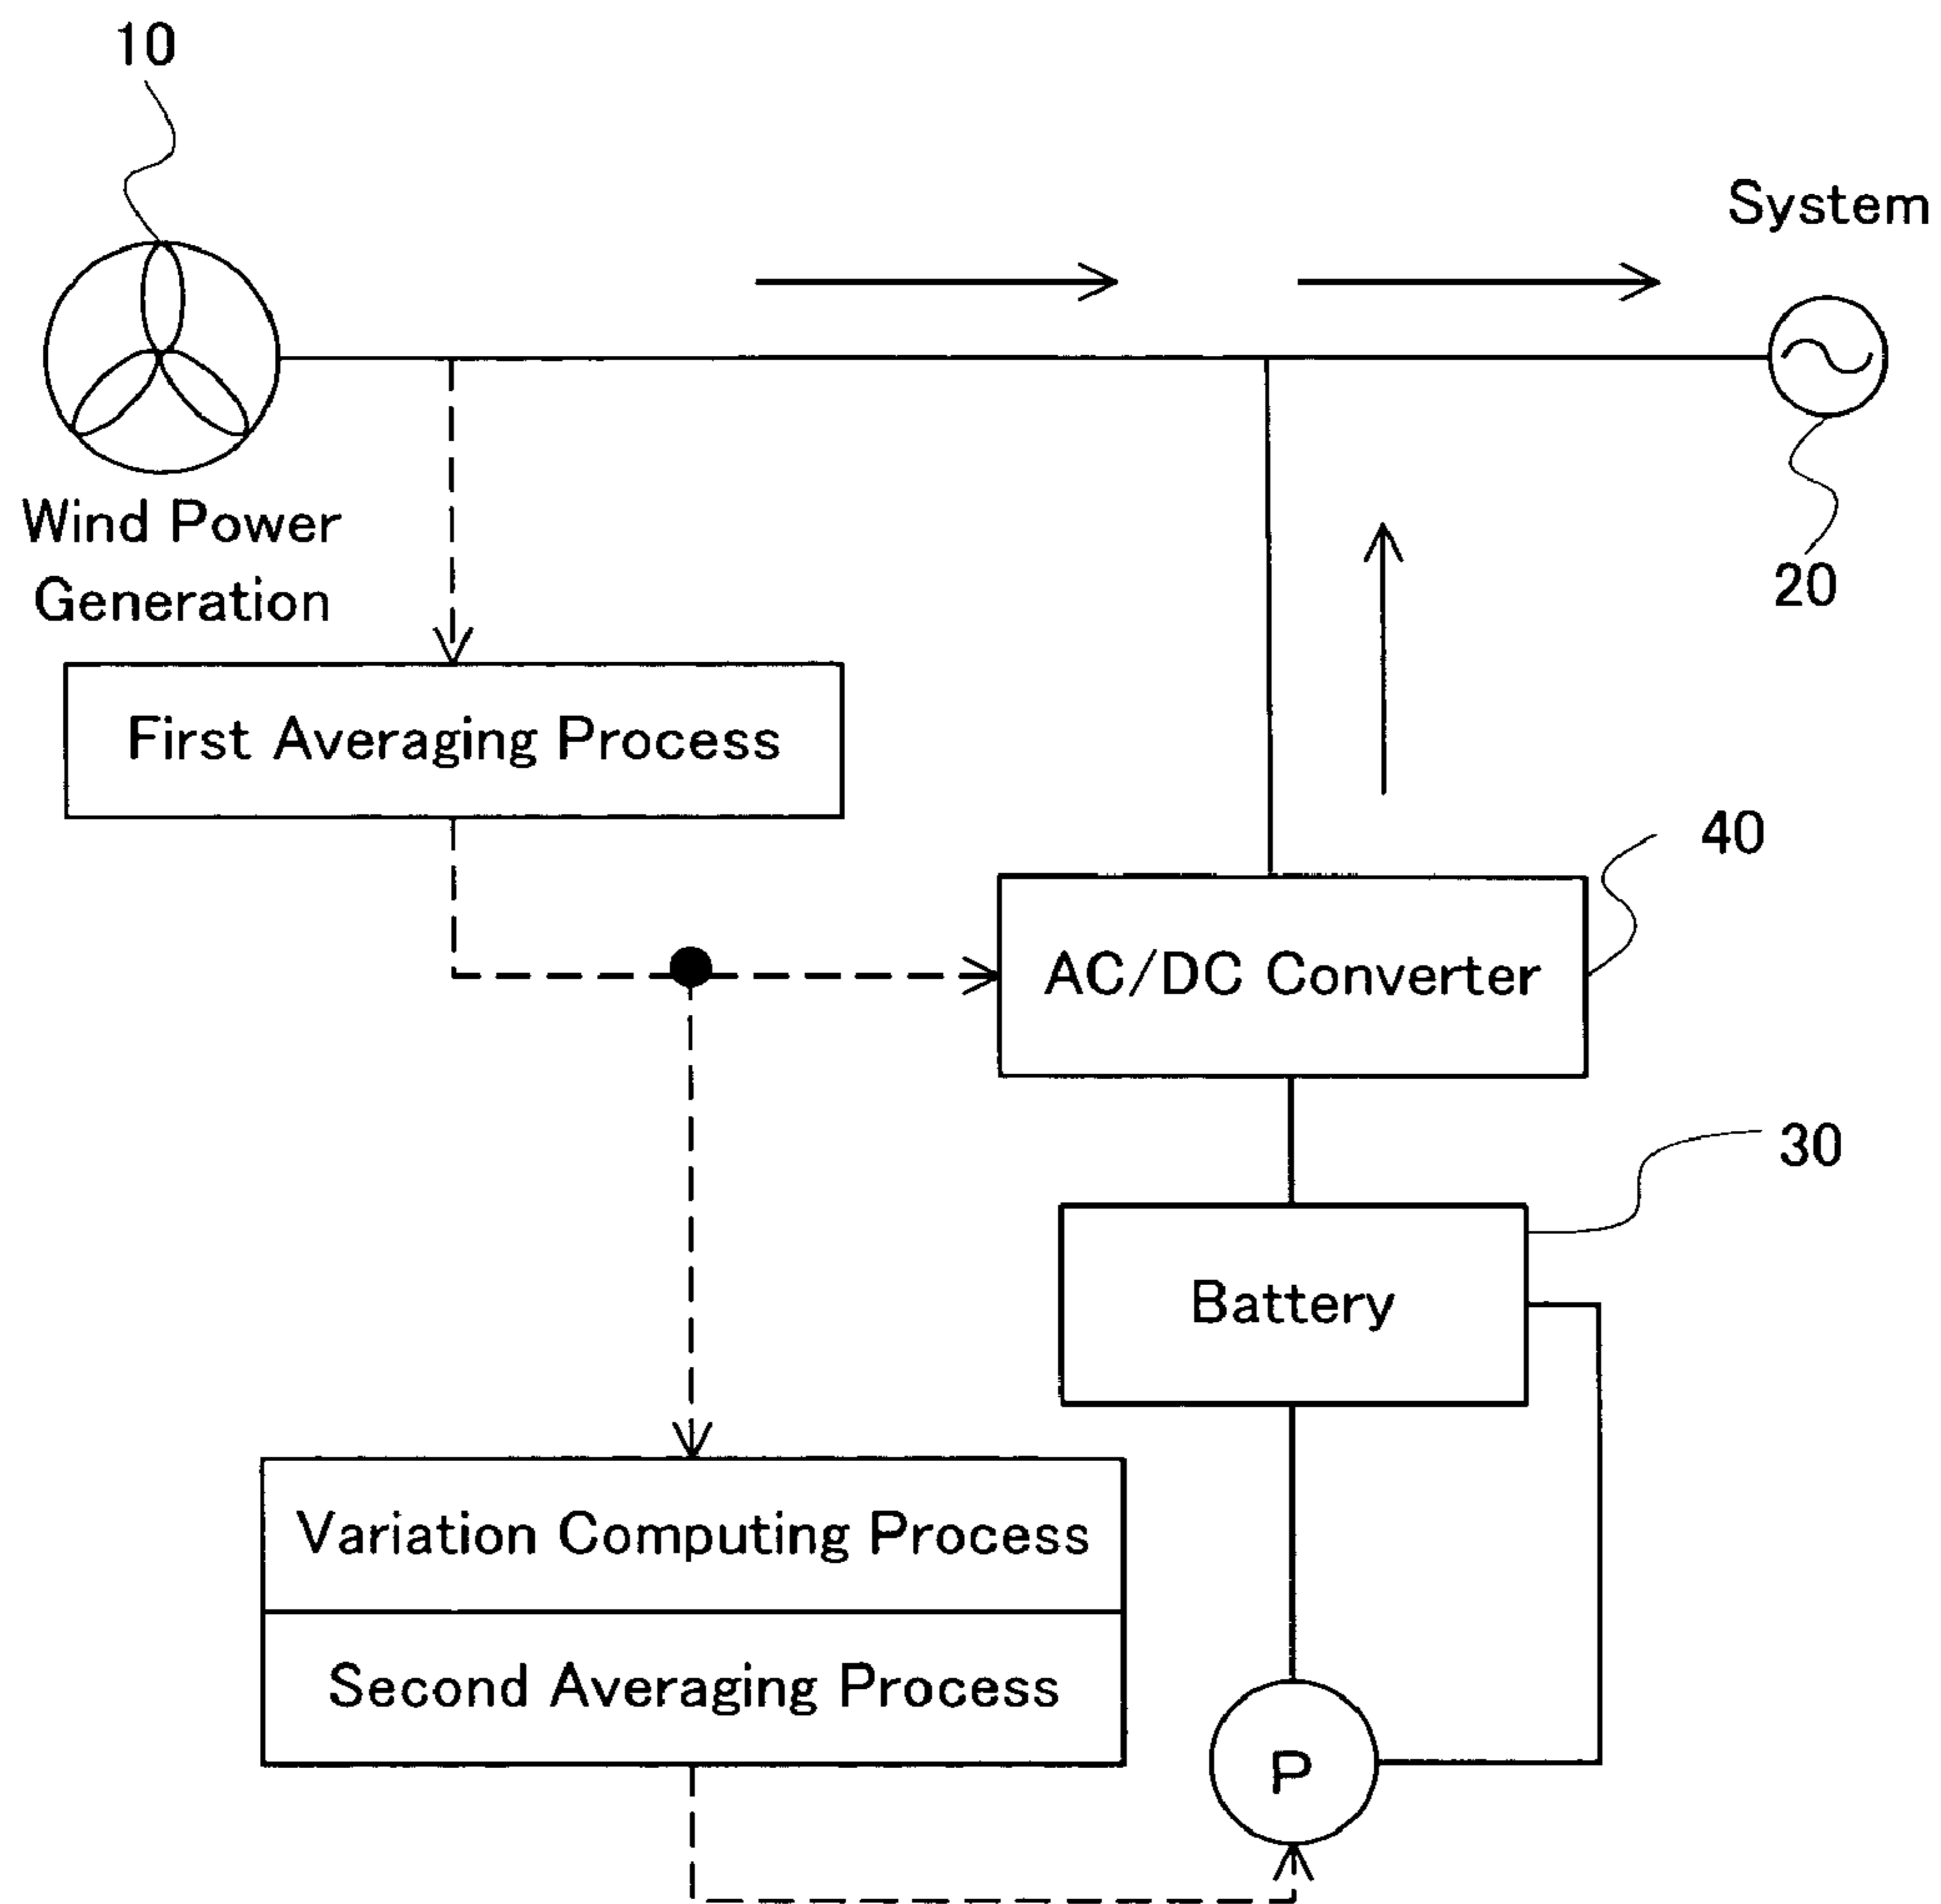 10
System
Wind Power
Generation
20
First Averaging Process
40
AC/DC Converter
30
Battery
Variation Computing Process
Second Averaging Process
P